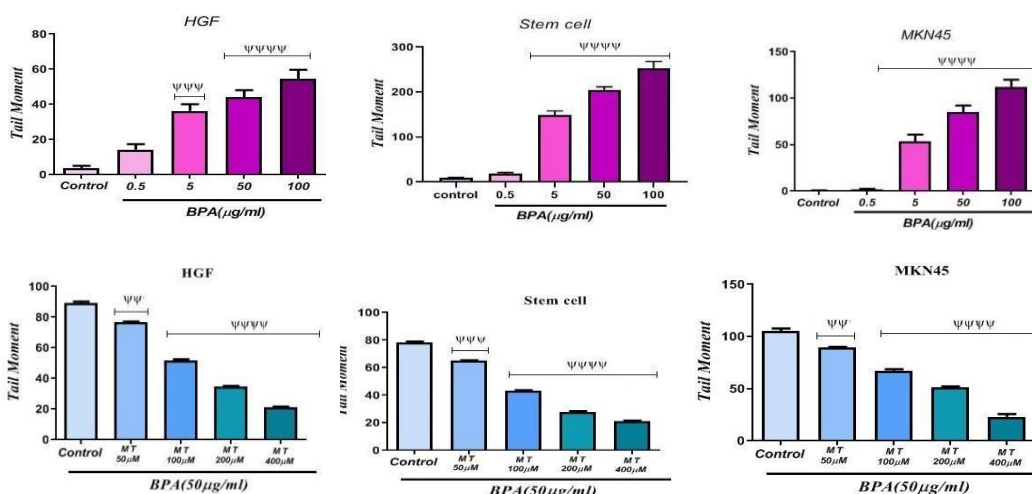 HGF
ψψψψ
ψψψ
Tail Moment
60
40
20
0
Control
0.5
5
50
100
BPA(μg/ml)
Stem cell
ψψψψ
Tail Moment
300
200
100
0
control
0.5
5
50
100
BPA(μg/ml)
MKN45
ψψψψ
Tail Moment
150
100
50
0
Control
0.5
5
50
100
BPA(μg/ml)
HGF
ψψ
ψψψψ
Tail Moment
100
80
60
40
20
0
Control
MT 50μM
MT 100μM
MT 200μM
MT 400μM
BPA(50μg/ml)
Stem cell
ψψψ
ψψψψ
Tail Moment
100
80
60
40
20
0
Control
MT 50μM
MT 100μM
MT 200μM
MT 400μM
BPA(50μg/ml)
MKN45
ψψ
ψψψψ
Tail Moment
150
100
50
0
Control
MT 50μM
MT 100μM
MT 200μM
MT 400μM
BPA(50μg/ml)